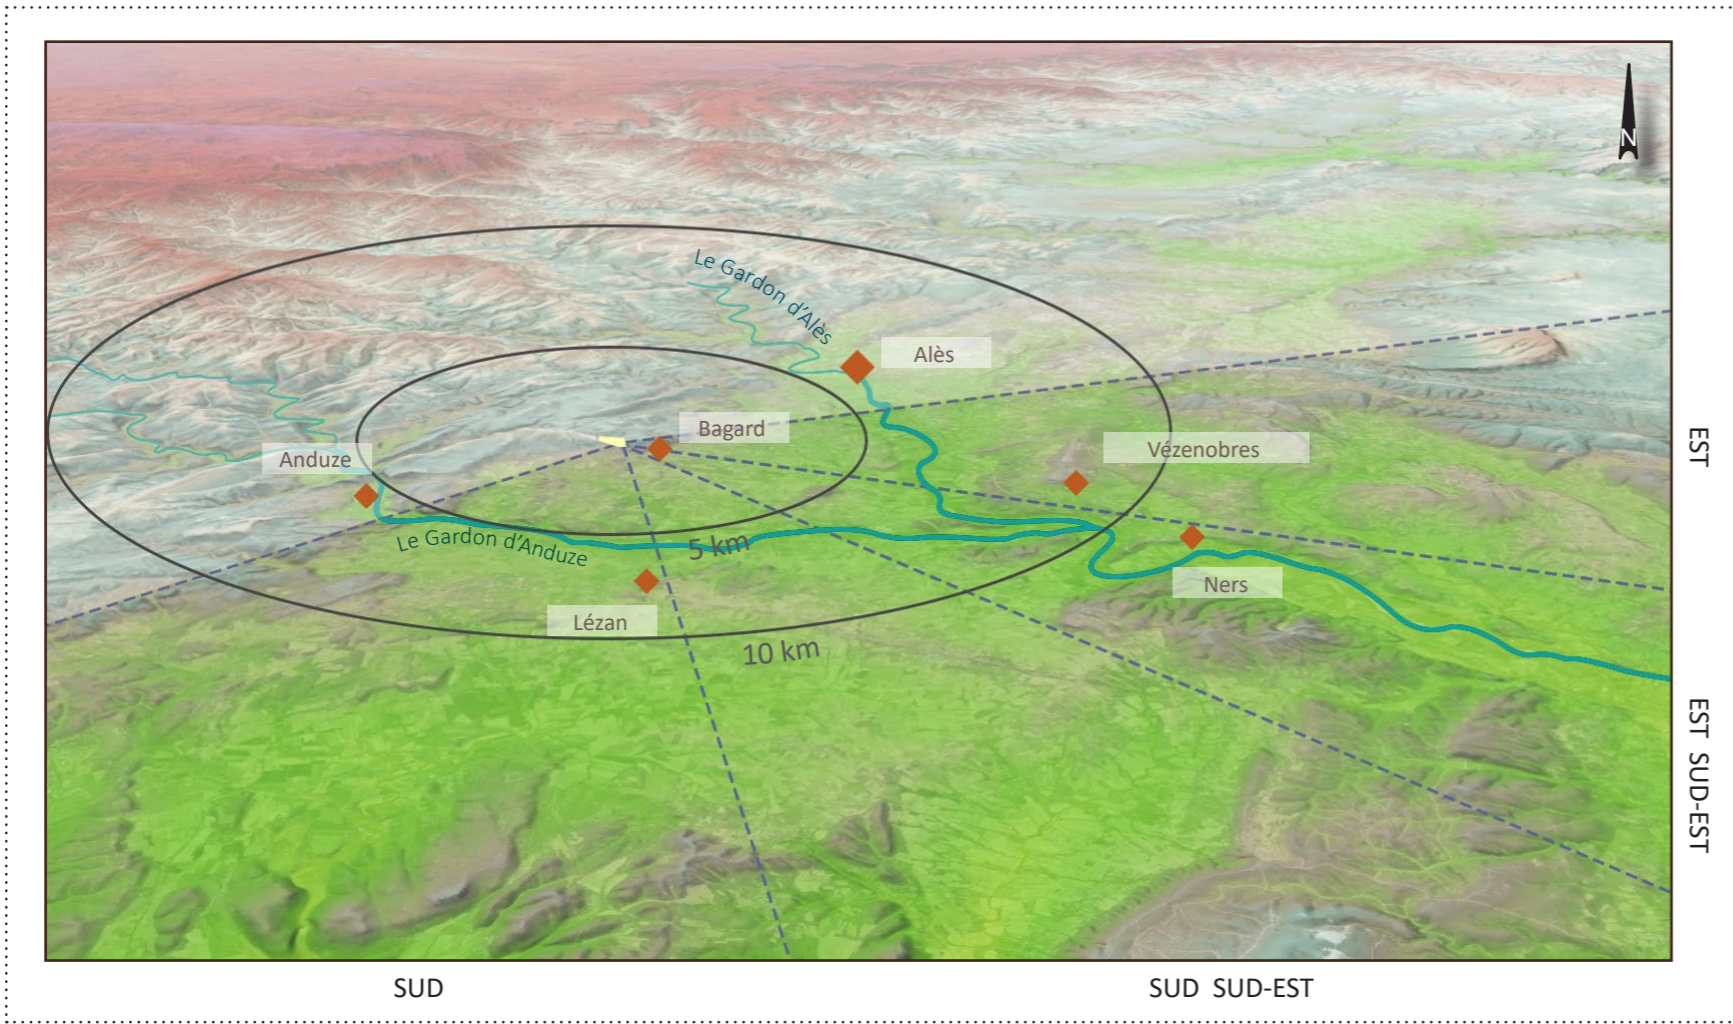 N
Le Gardon d'Alès
Alès
Bagard
Vézenobres
Anduze
Le Gardon d'Anduze
5 km
Ners
Lézan
10 km
EST
EST SUD-EST
SUD
SUD SUD-EST